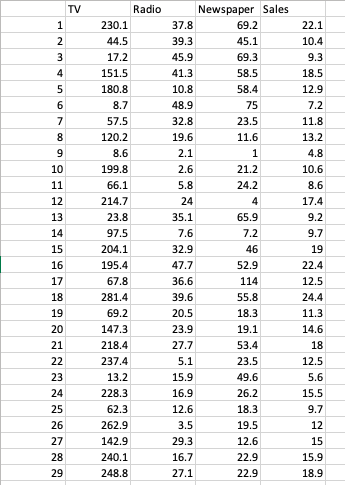 TV Radio Newspaper Sales
1 230.1 37.8 69.2 22.1
2 44.5 39.3 45.1 10.4
3 17.2 45.9 69.3 9.3
4 151.5 41.3 58.5 18.5
5 180.8 10.8 58.4 12.9
6 8.7 48.9 75 7.2
7 57.5 32.8 23.5 11.8
8 120.2 19.6 11.6 13.2
9 8.6 2.1 1 4.8
10 199.8 2.6 21.2 10.6
11 66.1 5.8 24.2 8.6
12 214.7 24 4 17.4
13 23.8 35.1 65.9 9.2
14 97.5 7.6 7.2 9.7
15 204.1 32.9 46 19
16 195.4 47.7 52.9 22.4
17 67.8 36.6 114 12.5
18 281.4 39.6 55.8 24.4
19 69.2 20.5 18.3 11.3
20 147.3 23.9 19.1 14.6
21 218.4 27.7 53.4 18
22 237.4 5.1 23.5 12.5
23 13.2 15.9 49.6 5.6
24 228.3 16.9 26.2 15.5
25 62.3 12.6 18.3 9.7
26 262.9 3.5 19.5 12
27 142.9 29.3 12.6 15
28 240.1 16.7 22.9 15.9
29 248.8 27.1 22.9 18.9